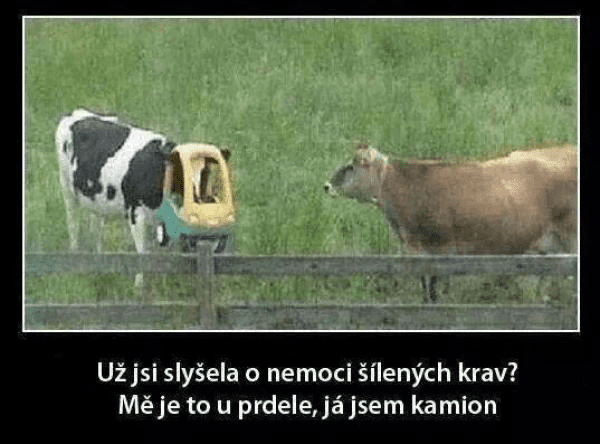 Už jsi slyšela o nemoci šílených krav?
Mě je to u prdele, já jsem kamion